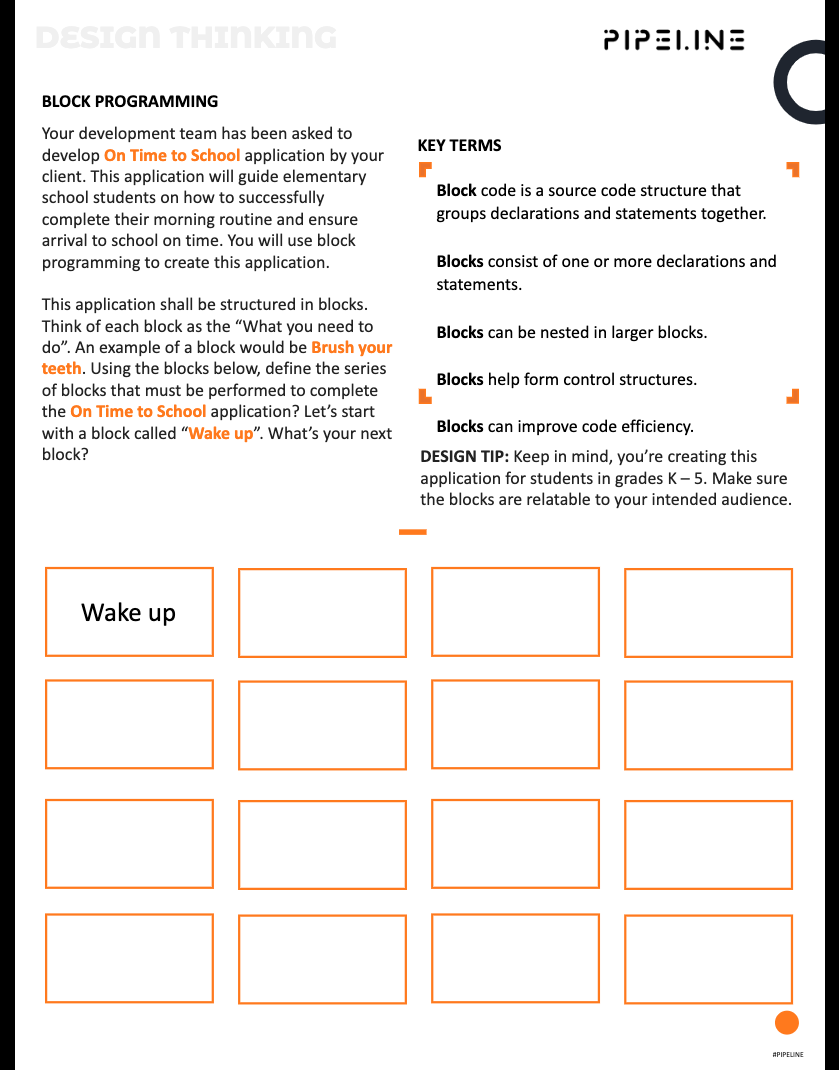 DESIGN THINKING
PIPELINE
BLOCK PROGRAMMING
Your development team has been asked to
develop On Time to School application by your
client. This application will guide elementary
school students on how to successfully
complete their morning routine and ensure
arrival to school on time. You will use block
programming to create this application.
This application shall be structured in blocks.
Think of each block as the “What you need to
do”. An example of a block would be Brush your
teeth. Using the blocks below, define the series
of blocks that must be performed to complete
the On Time to School application? Let’s start
with a block called “Wake up”. What’s your next
block?
KEY TERMS
Block code is a source code structure that
groups declarations and statements together.
Blocks consist of one or more declarations and
statements.
Blocks can be nested in larger blocks.
Blocks help form control structures.
Blocks can improve code efficiency.
DESIGN TIP: Keep in mind, you’re creating this
application for students in grades K – 5. Make sure
the blocks are relatable to your intended audience.
Wake up
#PIPELINE